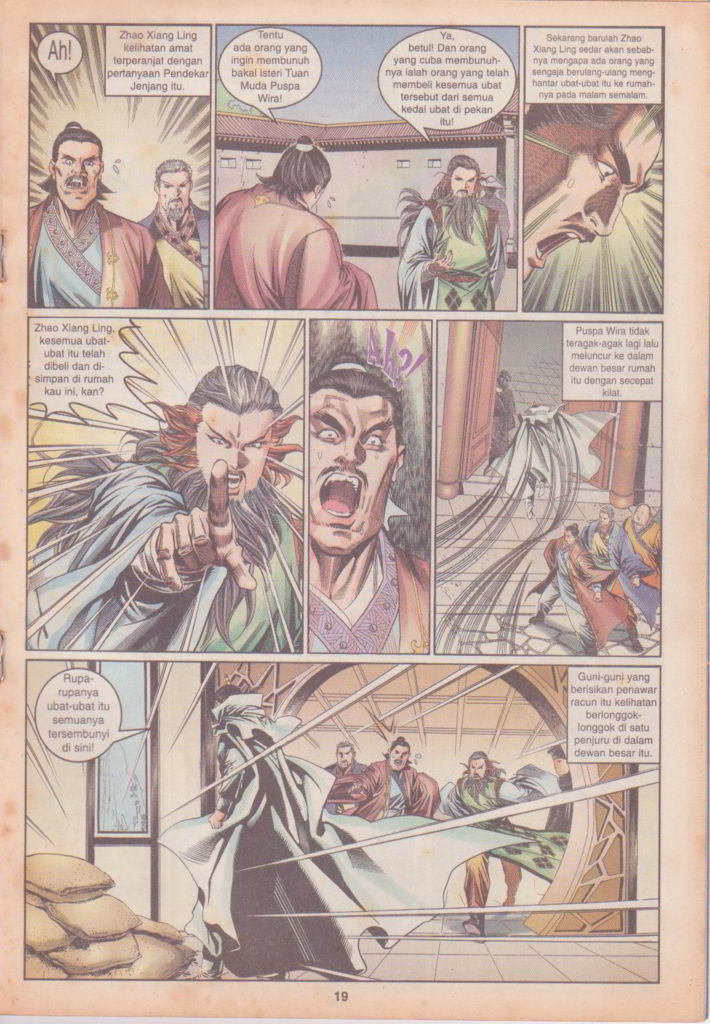 Ah!
Zhao Xiang Ling
kelihatan amat
terperanjat dengan
pertanyaan Pendekar
Jenjang itu.
Tentu
ada orang yang
ingin membunuh
bakal isteri Tuan
Muda Puspa
Wira!
Ya,
betul! Dan orang
yang cuba membunuh-
nya ialah orang yang telah
membeli kesemua ubat
tersebut dari semua
kedai ubat di pekan
itu!
Sekarang barulah Zhao
Xiang Ling sedar akan sebab-
nya mengapa ada orang yang
sengaja berulang-ulang meng-
hantar ubat-ubat itu ke rumah-
nya pada malam semalam.
Zhao Xiang Ling,
kesemua ubat-
ubat itu telah
dibeli dan di-
simpan di rumah
kau ini, kan?
Ah?!
Puspa Wira tidak
teragak-agak lagi lalu
meluncur ke dalam
dewan besar rumah
itu dengan secepat
kilat.
Rupa-
rupanya
ubat-ubat itu
semuanya
tersembunyi
di sini!
Guni-guni yang
berisikan penawar
racun itu kelihatan
berlonggok-
longgok di satu
penjuru di dalam
dewan besar itu.
19